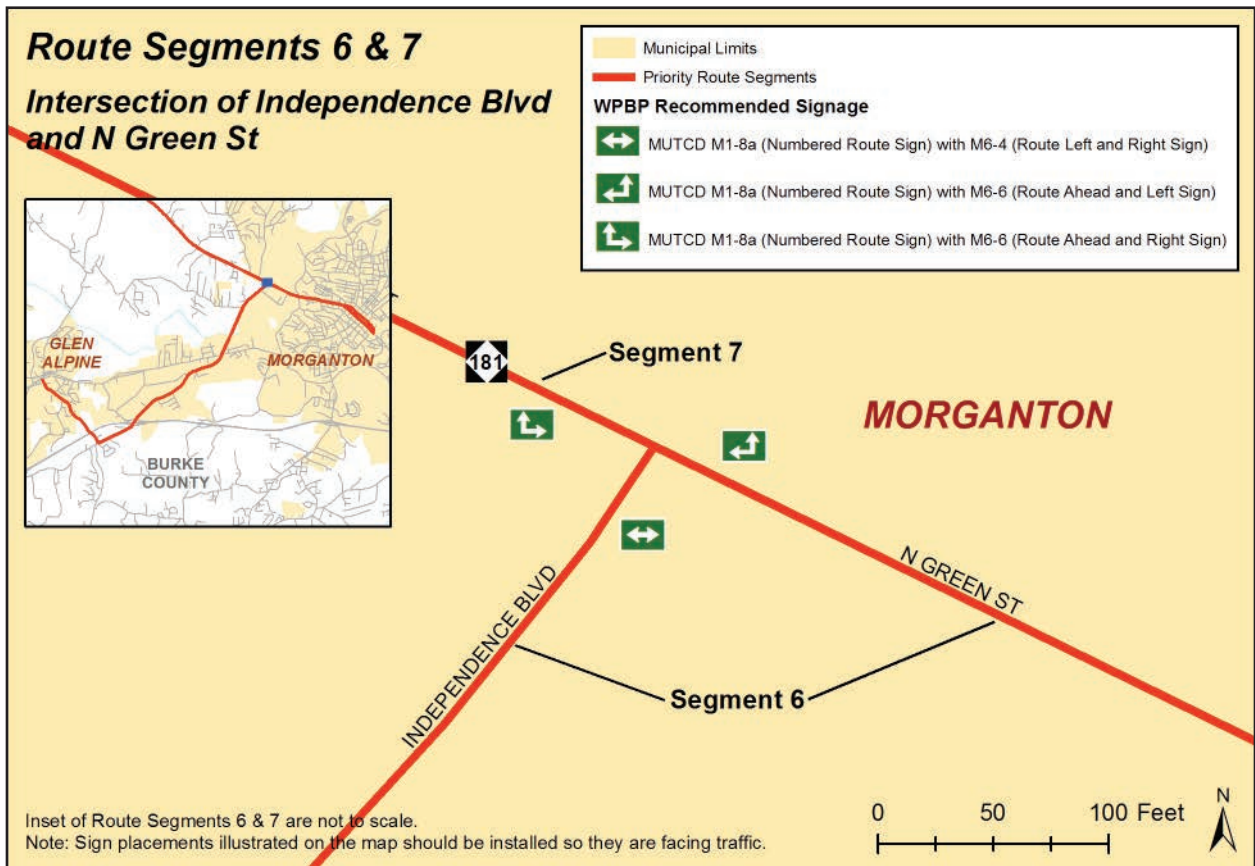 Route Segments 6 & 7
Intersection of Independence Blvd
and N Green St
Municipal Limits
Priority Route Segments
WPBP Recommended Signage
MUTCD M1-8a (Numbered Route Sign) with M6-4 (Route Left and Right Sign)
MUTCD M1-8a (Numbered Route Sign) with M6-6 (Route Ahead and Left Sign)
MUTCD M1-8a (Numbered Route Sign) with M6-6 (Route Ahead and Right Sign)
GLEN
ALPINE
MORGANTON
BURKE
COUNTY
181
Segment 7
MORGANTON
N GREEN ST
INDEPENDENCE BLVD
Segment 6
Inset of Route Segments 6 & 7 are not to scale.
Note: Sign placements illustrated on the map should be installed so they are facing traffic.
0 50 100 Feet
N